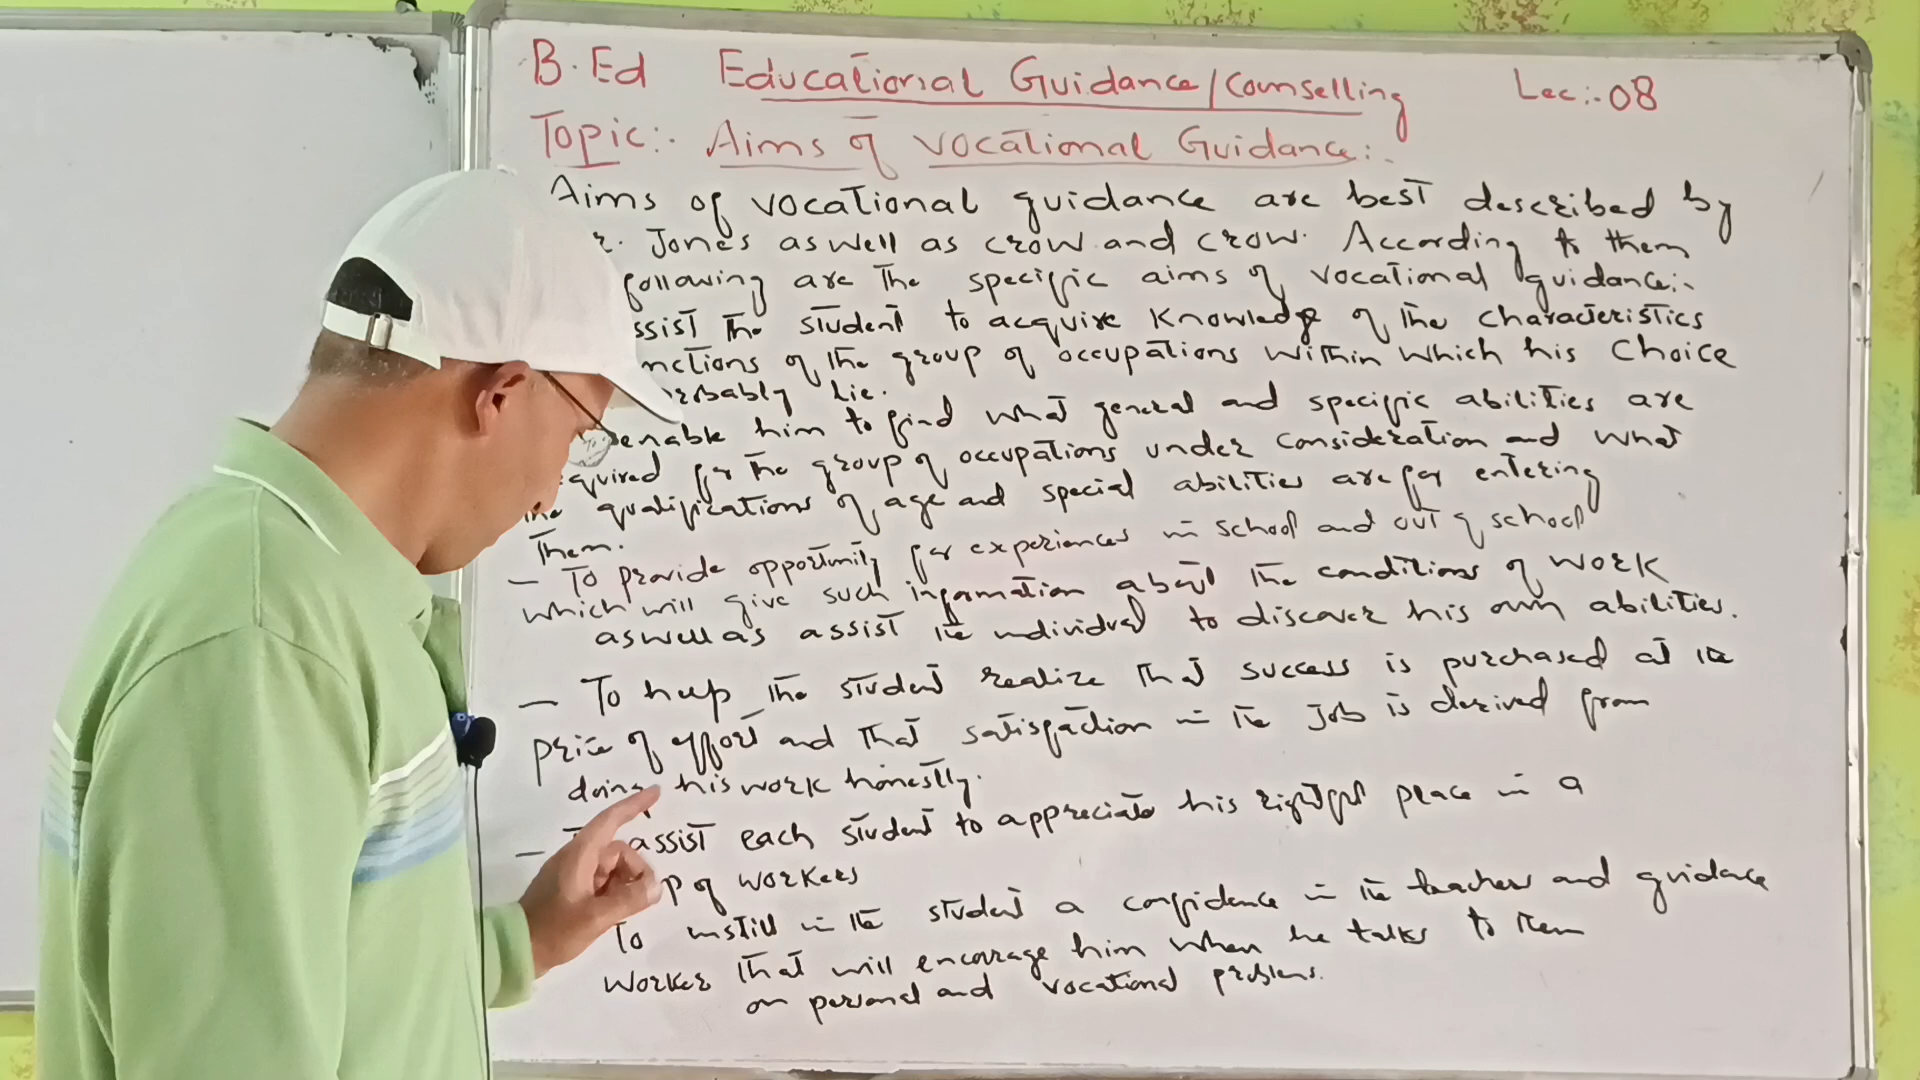 B.Ed Educational Guidance/Counselling Lec:-08
Topic:- Aims of vocational Guidance:-
Aims of vocational guidance are best described by
r. Jones aswell as crow and crow. According to them
following are the specific aims of vocational guidance:-
ssist the student to acquire Knowledge of the characteristics
nctions of the group of occupations within which his choice
probably lie.
enable him to find what general and specific abilities are
quired for the group of occupations under consideration and what
the qualifications of age and special abilities are for entering
Them.
- To provide opportunity for experiences in school and out of school
which will give such information about the conditions of work
aswell as assist the individual to discover his own abilities.
- To help the student realize that success is purchased at the
price of effort and that satisfaction in the job is derived from
doing his work honestly.
- assist each student to appreciate his rightful place in a
p of workers
To instill in the student a confidence in the teacher and guidance
worker that will encourage him when he talks to them
on personal and vocational problems.